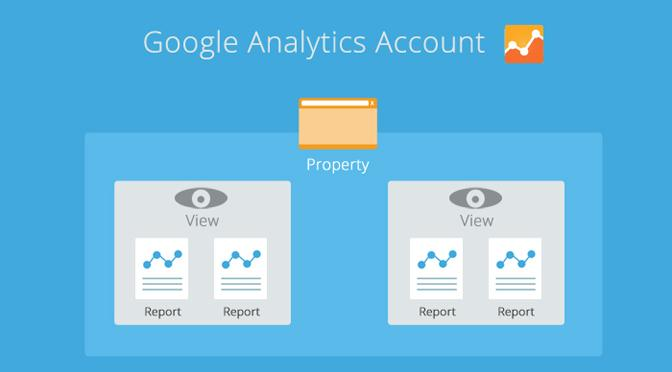 Google Analytics Account
x
Property
View
View
Report
Report
Report
Report